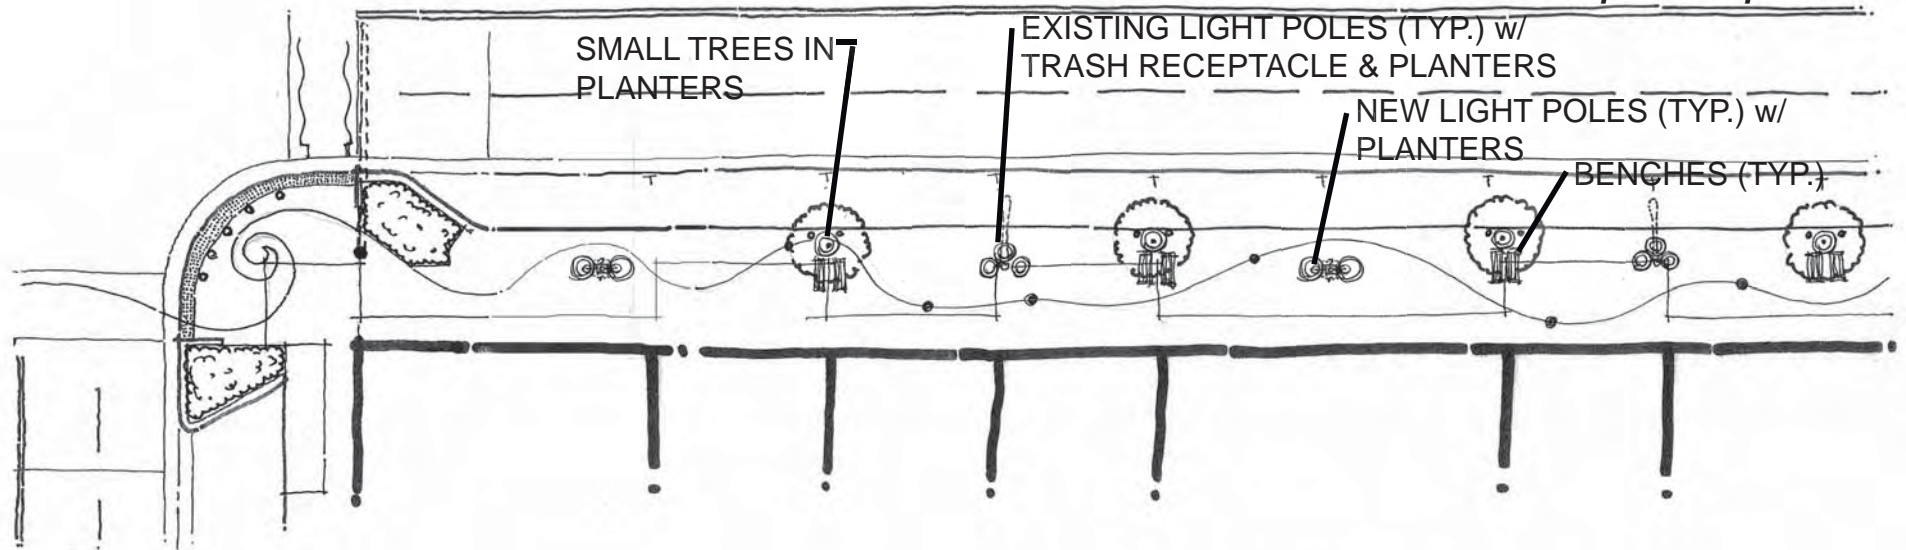 SMALL TREES IN
PLANTERS
EXISTING LIGHT POLES (TYP.) w/
TRASH RECEPTACLE & PLANTERS
NEW LIGHT POLES (TYP.) w/
PLANTERS
BENCHES (TYP.)